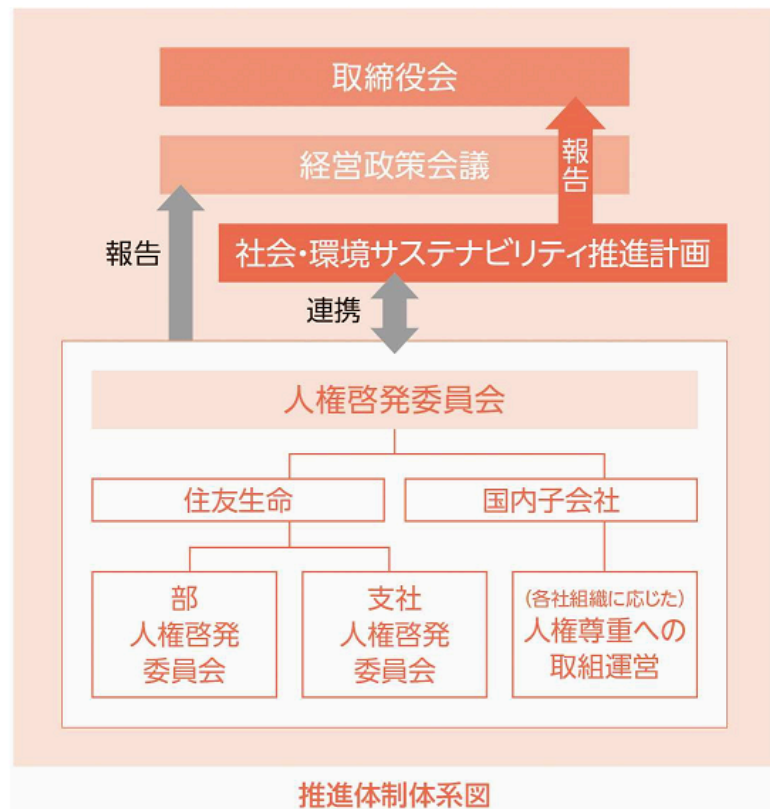 取締役会
経営政策会議
報告
報告
社会・環境サステナビリティ推進計画
連携
人権啓発委員会
住友生命
国内子会社
部
人権啓発
委員会
支社
人権啓発
委員会
(各社組織に応じた)
人権尊重への
取組運営
推進体制体系図